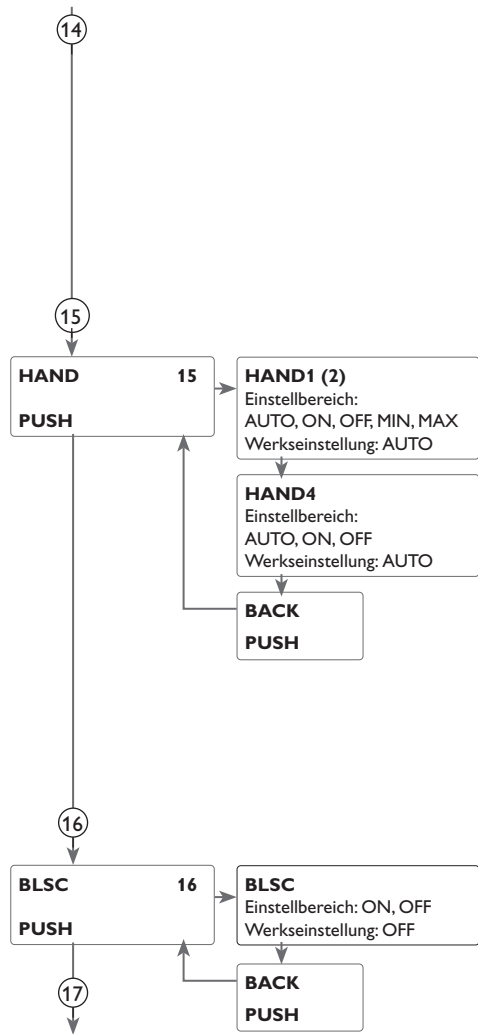 14
15
HAND 15
PUSH
HAND1 (2)
Einstellbereich:
AUTO, ON, OFF, MIN, MAX
Werkseinstellung: AUTO
HAND4
Einstellbereich:
AUTO, ON, OFF
Werkseinstellung: AUTO
BACK
PUSH
16
BLSC 16
PUSH
BLSC
Einstellbereich: ON, OFF
Werkseinstellung: OFF
BACK
PUSH
17